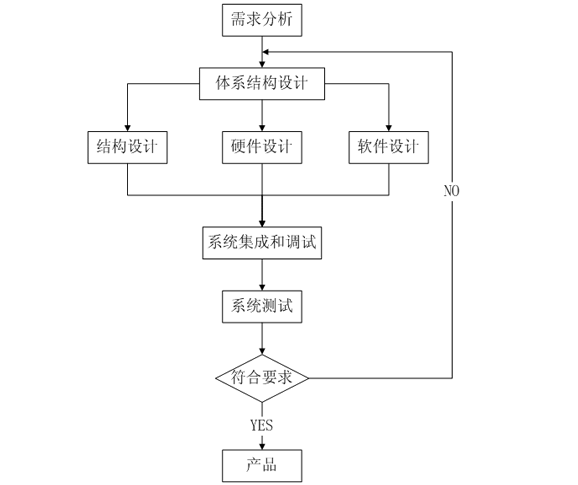 需求分析
体系结构设计
结构设计
硬件设计
软件设计
NO
系统集成和调试
系统测试
符合要求
YES
产品